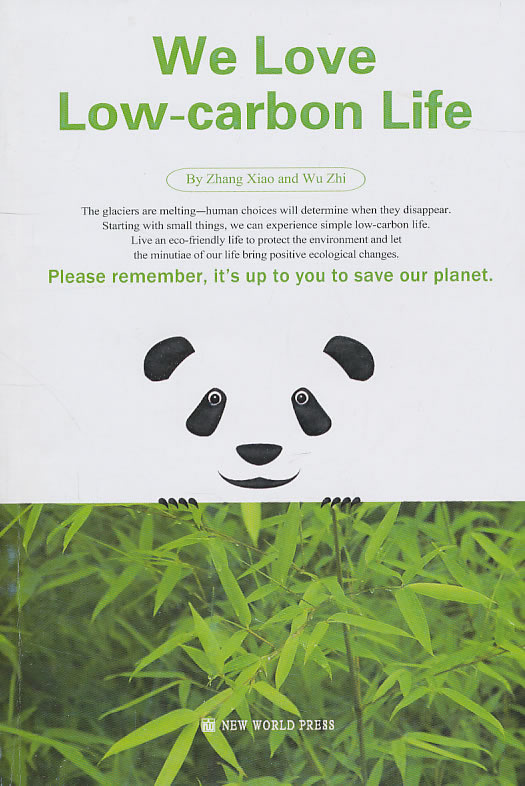 We Love
Low-carbon Life
By Zhang Xiao and Wu Zhi
The glaciers are melting—human choices will determine when they disappear.
Starting with small things, we can experience simple low-carbon life.
Live an eco-friendly life to protect the environment and let
the minutiae of our life bring positive ecological changes.
Please remember, it's up to you to save our planet.
NEW WORLD PRESS